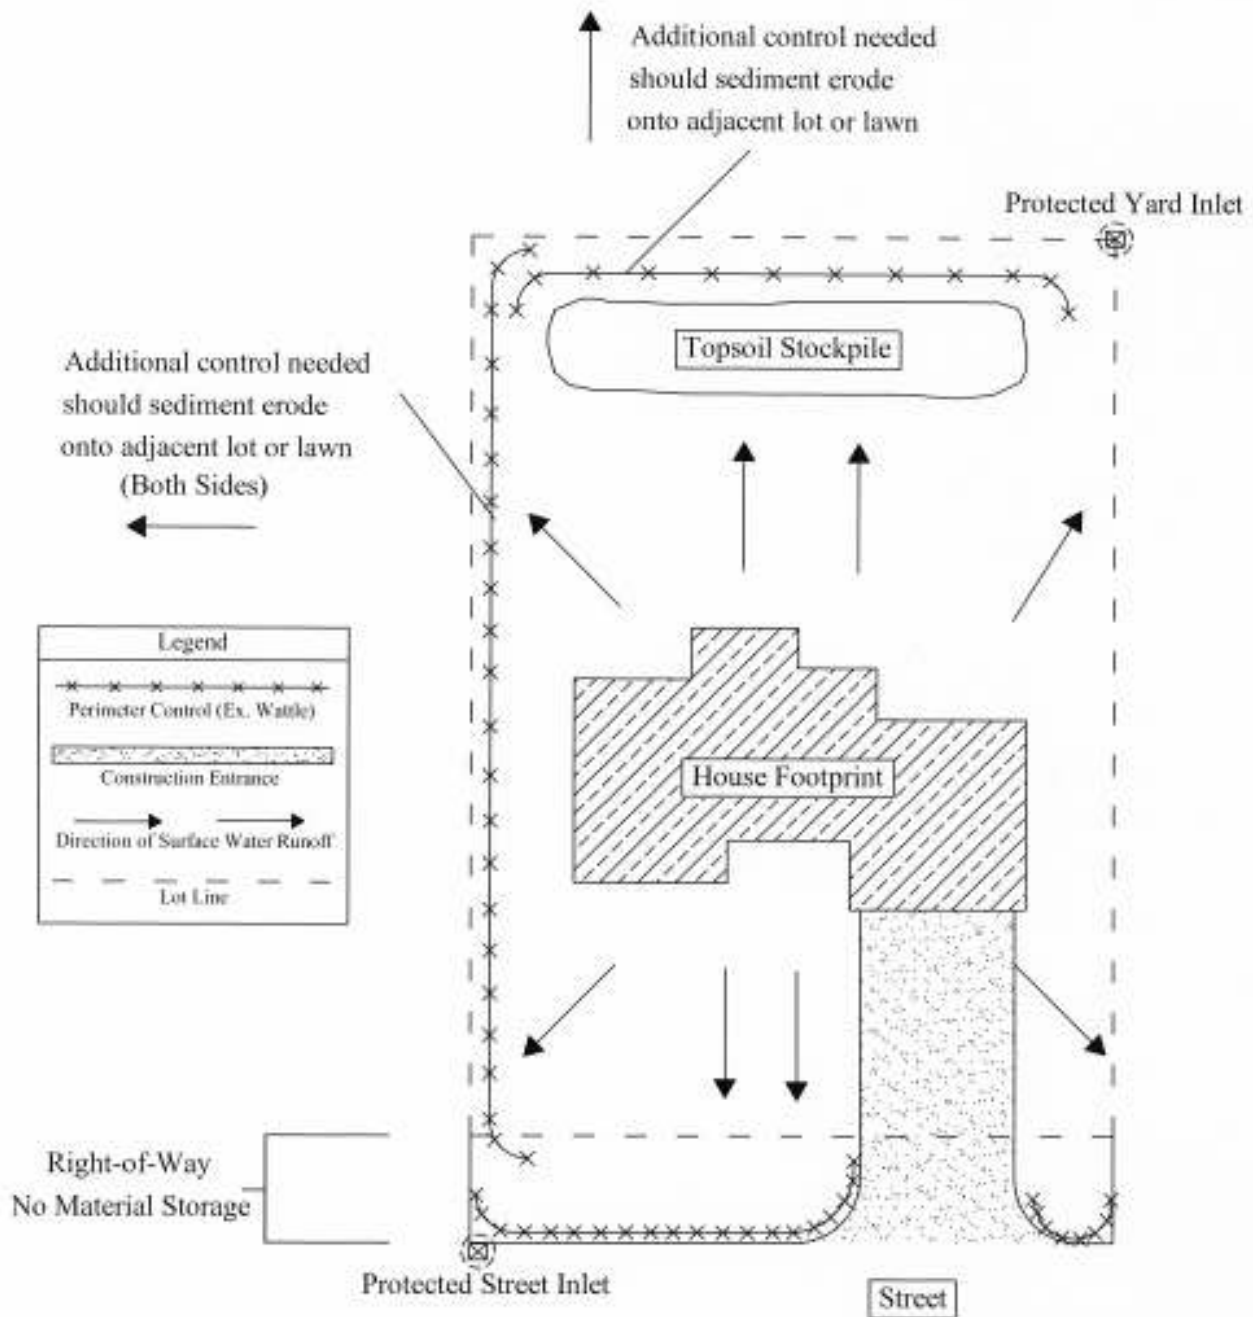 Additional control needed
should sediment erode
onto adjacent lot or lawn
Protected Yard Inlet
Topsoil Stockpile
Additional control needed
should sediment erode
onto adjacent lot or lawn
(Both Sides)
Legend
Perimeter Control (Ex. Wattle)
Construction Entrance
Direction of Surface Water Runoff
Lot Line
House Footprint
Right-of-Way
No Material Storage
Protected Street Inlet
Street